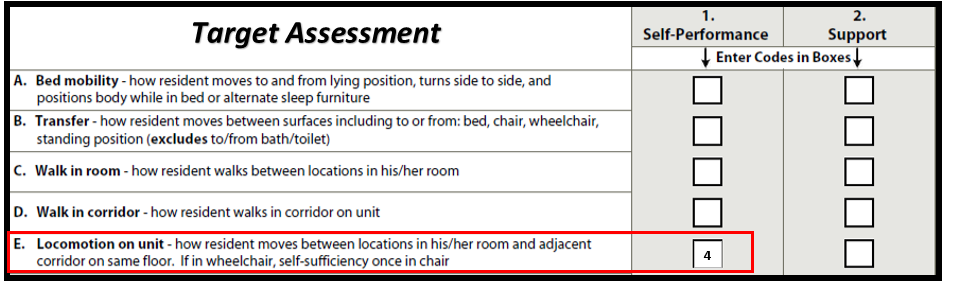 Target Assessment
1.
Self-Performance
2.
Support
Enter Codes in Boxes
A. Bed mobility - how resident moves to and from lying position, turns side to side, and
positions body while in bed or alternate sleep furniture
B. Transfer - how resident moves between surfaces including to or from: bed, chair, wheelchair,
standing position (excludes to/from bath/toilet)
C. Walk in room - how resident walks between locations in his/her room
D. Walk in corridor - how resident walks in corridor on unit
E. Locomotion on unit - how resident moves between locations in his/her room and adjacent
corridor on same floor. If in wheelchair, self-sufficiency once in chair
4